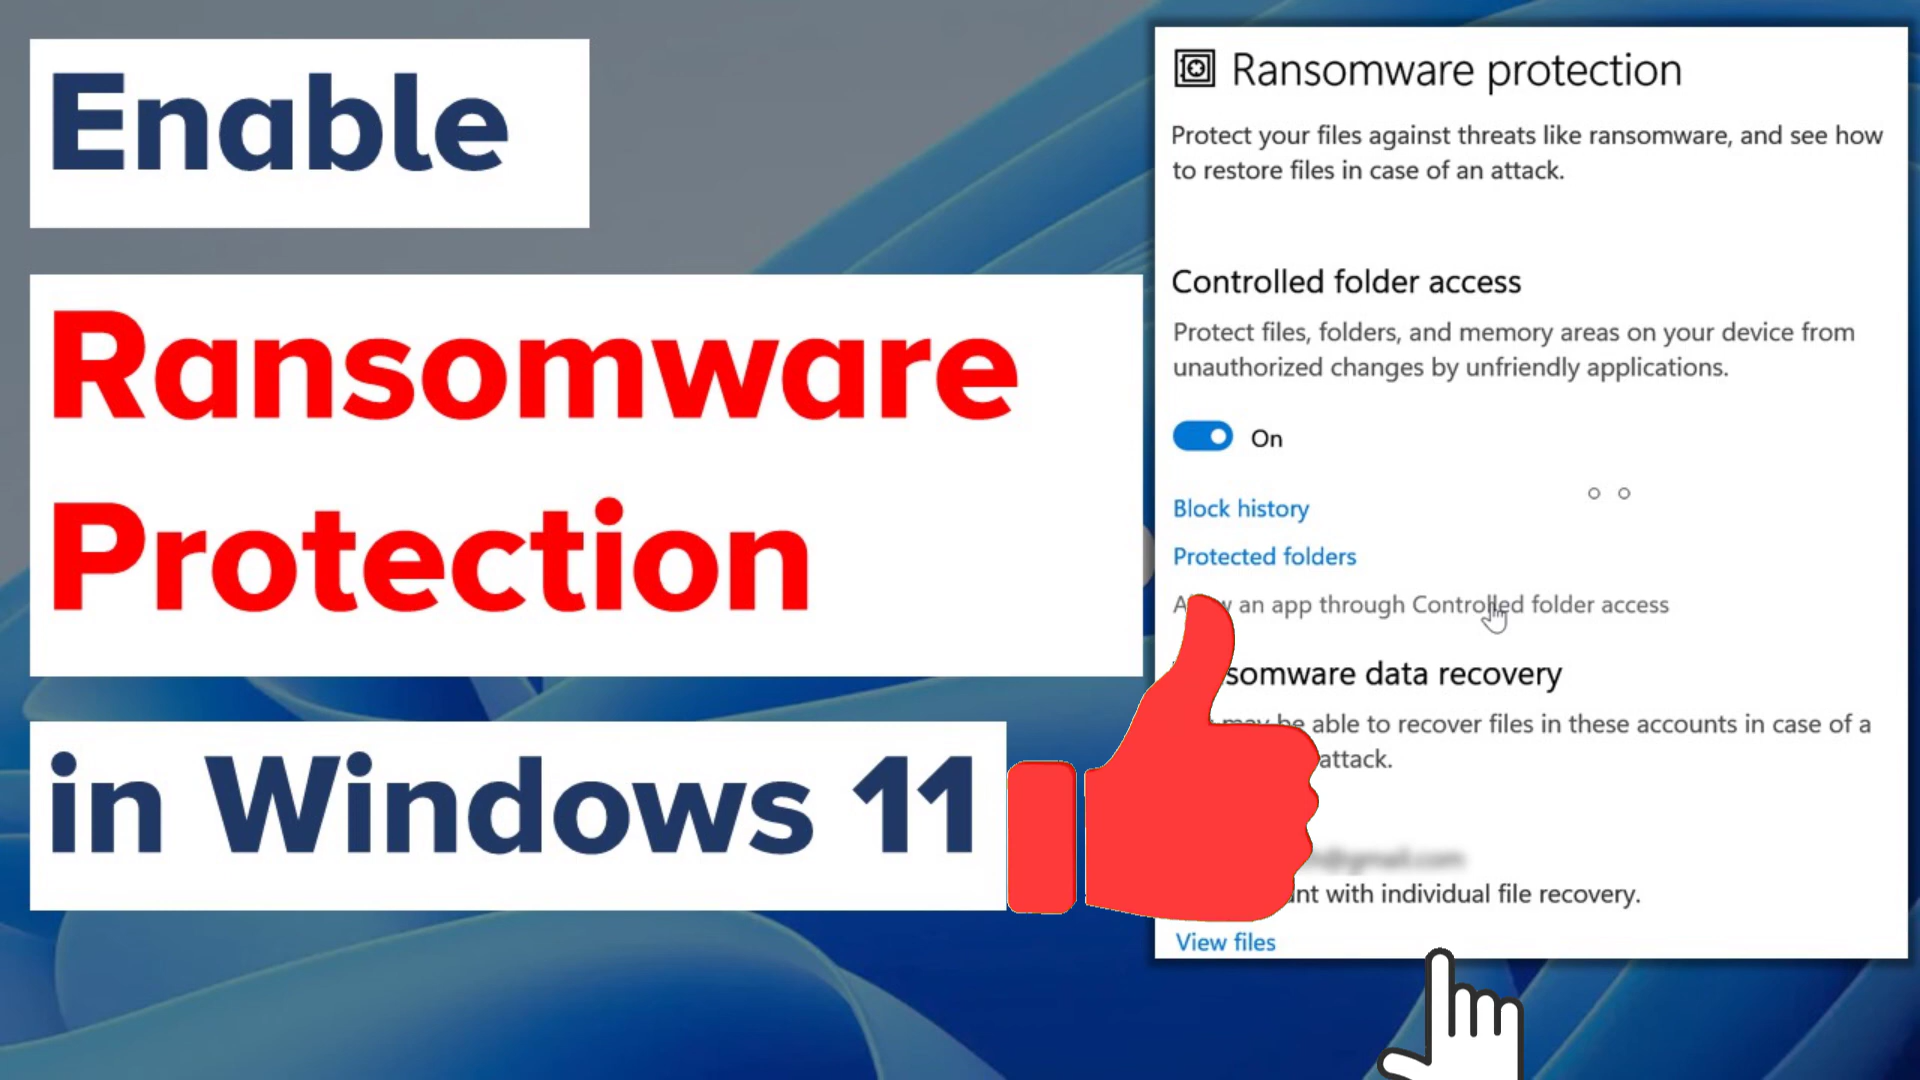 Enable
Ransomware
Protection
in Windows 11
Ransomware protection
Protect your files against threats like ransomware, and see how
to restore files in case of an attack.
Controlled folder access
Protect files, folders, and memory areas on your device from
unauthorized changes by unfriendly applications.
On
Block history
Protected folders
an app through Controlled folder access
somware data recovery
may be able to recover files in these accounts in case of a
attack.
with individual file recovery.
View files